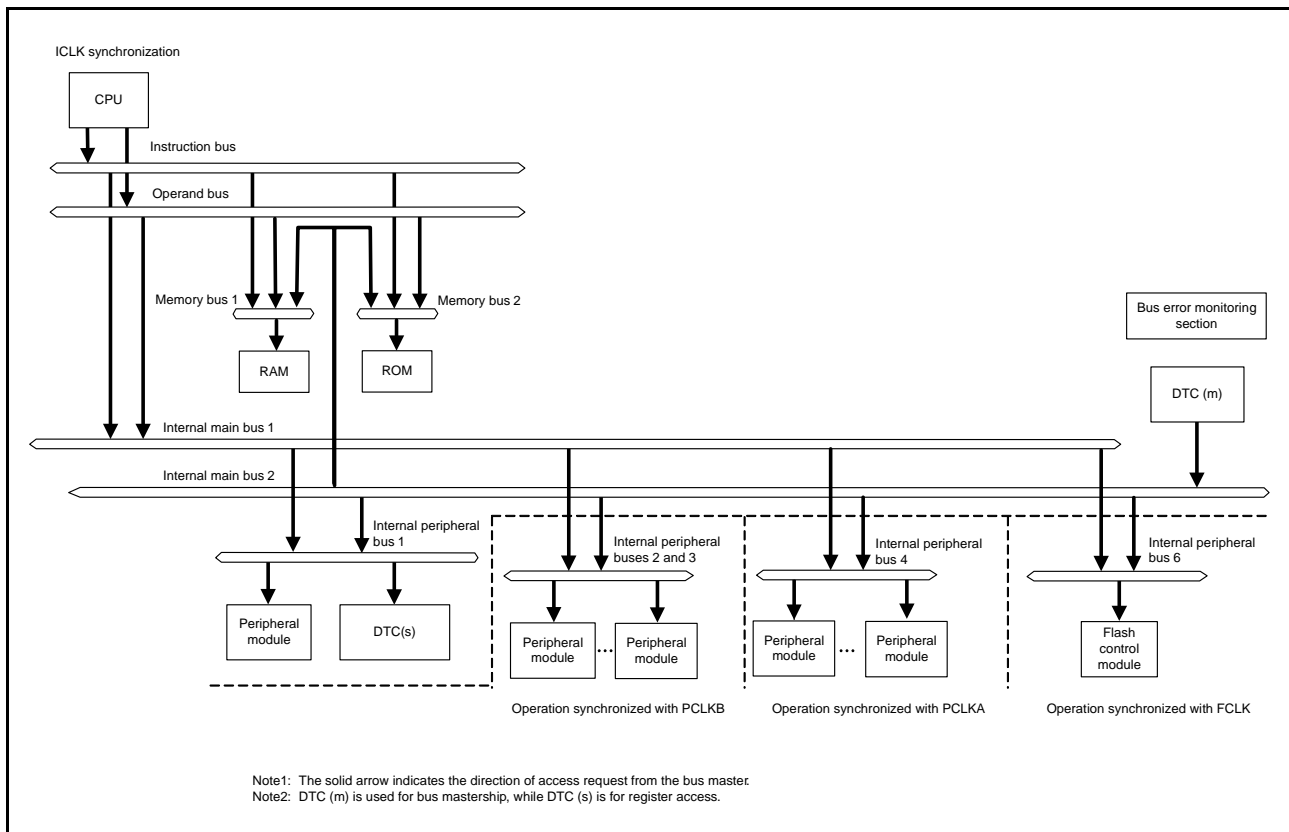 ICLK synchronization
CPU
Instruction bus
Operand bus
Memory bus 1
Memory bus 2
Bus error monitoring
section
RAM
ROM
DTC (m)
Internal main bus 1
Internal main bus 2
Internal peripheral
bus 1
Internal peripheral
buses 2 and 3
Internal peripheral
bus 4
Internal peripheral
bus 6
Peripheral
module
DTC(s)
Peripheral
module
...
Peripheral
module
Peripheral
module
...
Peripheral
module
Flash
control
module
Operation synchronized with PCLKB
Operation synchronized with PCLKA
Operation synchronized with FCLK
Note1: The solid arrow indicates the direction of access request from the bus master.
Note2: DTC (m) is used for bus mastership, while DTC (s) is for register access.